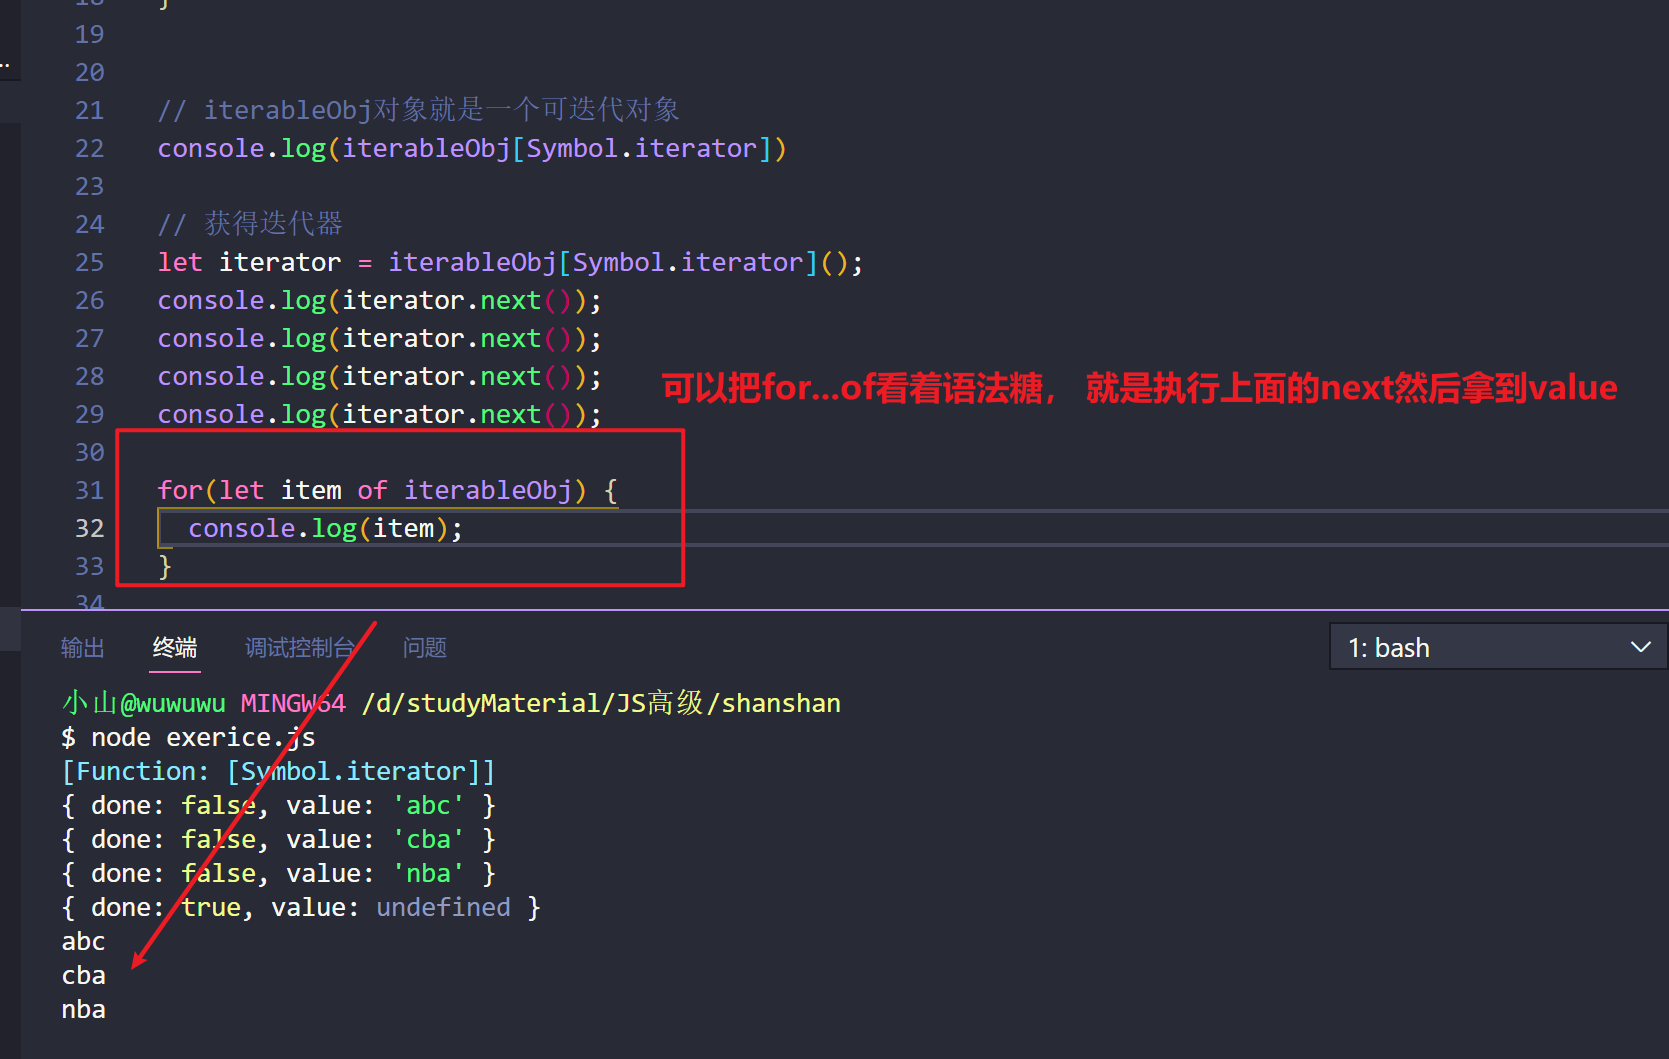 18 }
19
20
21 // iterableObj对象就是一个可迭代对象
22 console.log(iterableObj[Symbol.iterator])
23
24 // 获得迭代器
25 let iterator = iterableObj[Symbol.iterator]();
26 console.log(iterator.next());
27 console.log(iterator.next());
28 console.log(iterator.next());
可以把for...of看着语法糖， 就是执行上面的next然后拿到value
29 console.log(iterator.next());
30
31 for(let item of iterableObj) {
32 console.log(item);
33 }
34
输出 终端 调试控制台 问题 1: bash
小山@wuwuwu MINGW64 /d/studyMaterial/JS高级/shanshan
$ node exerice.js
[Function: [Symbol.iterator]]
{ done: false, value: 'abc' }
{ done: false, value: 'cba' }
{ done: false, value: 'nba' }
{ done: true, value: undefined }
abc
cba
nba